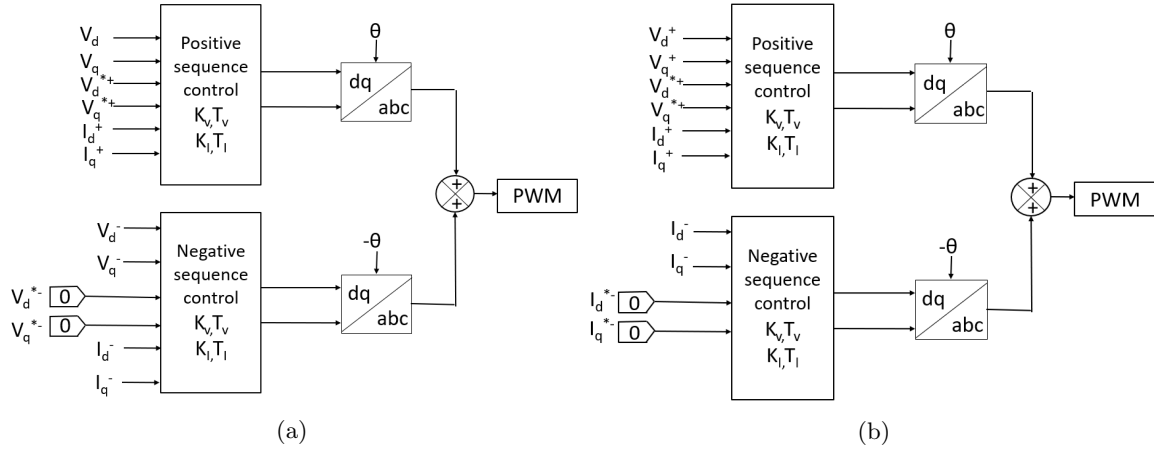 V_d
V_q
V_d^*+
V_q^*+
I_d^+
I_q^+
Positive
sequence
control
K_v,T_v
K_I,T_I
θ
dq
abc
+
+
PWM
V_d^-
V_q^-
V_d^*- 0
V_q^*- 0
I_d^-
I_q^-
Negative
sequence
control
K_v,T_v
K_I,T_I
-θ
dq
abc
(a)
V_d^+
V_q^+
V_d^*+
V_q^*+
I_d^+
I_q^+
Positive
sequence
control
K_v,T_v
K_I,T_I
θ
dq
abc
+
+
PWM
I_d^-
I_q^-
I_d^*- 0
I_q^*- 0
Negative
sequence
control
K_v,T_v
K_I,T_I
-θ
dq
abc
(b)